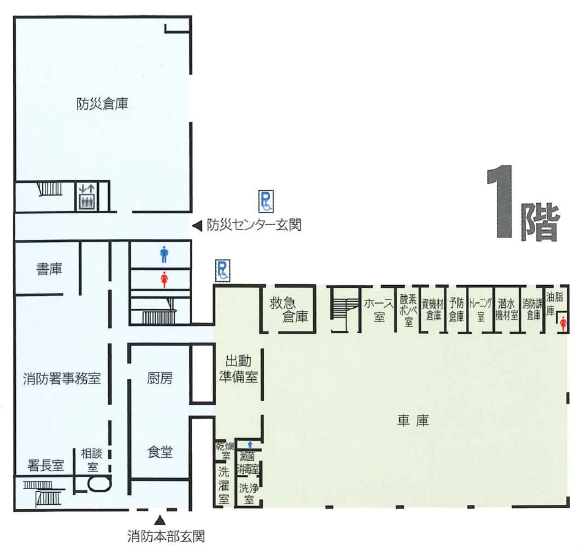 防災倉庫
1階
◀防災センター玄関
書庫
救急
倉庫
ホース
室
酸素
ボンベ
室
資機材
倉庫
予防
倉庫
トレーニング
室
潜水
機材室
消防課
倉庫
油脂
庫
消防署事務室
厨房
出動
準備室
車庫
食堂
署長室
相談
室
乾燥
室
滅菌
消毒室
洗濯室
洗浄
室
▲
消防本部玄関